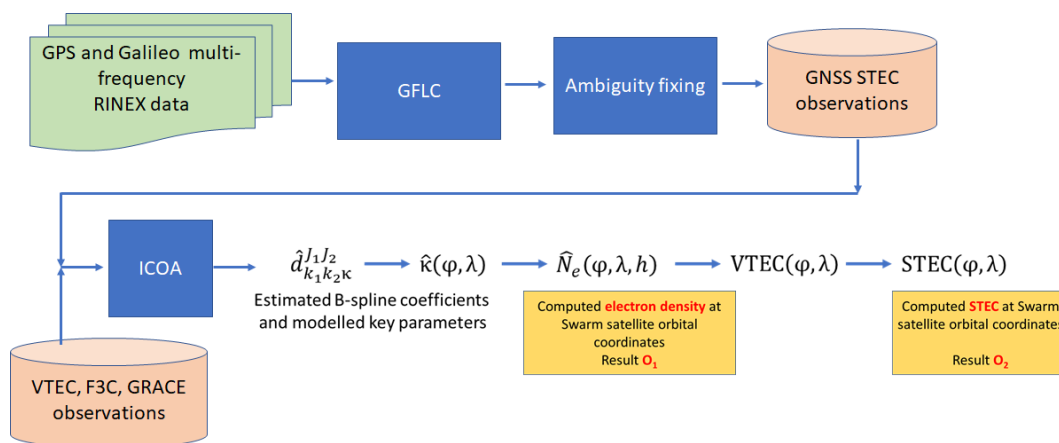 GPS and Galileo multi-
frequency
RINEX data
GFLC
Ambiguity fixing
GNSS STEC
observations
ICOA
d̂^{J₁J₂}_{k₁k₂κ}
κ̂(φ,λ)
N̂ₑ(φ,λ,h)
VTEC(φ,λ)
STEC(φ,λ)
Estimated B-spline coefficients
and modelled key parameters
Computed electron density at
Swarm satellite orbital
coordinates
Result O₁
Computed STEC at Swarm
satellite orbital coordinates
Result O₂
VTEC, F3C, GRACE
observations